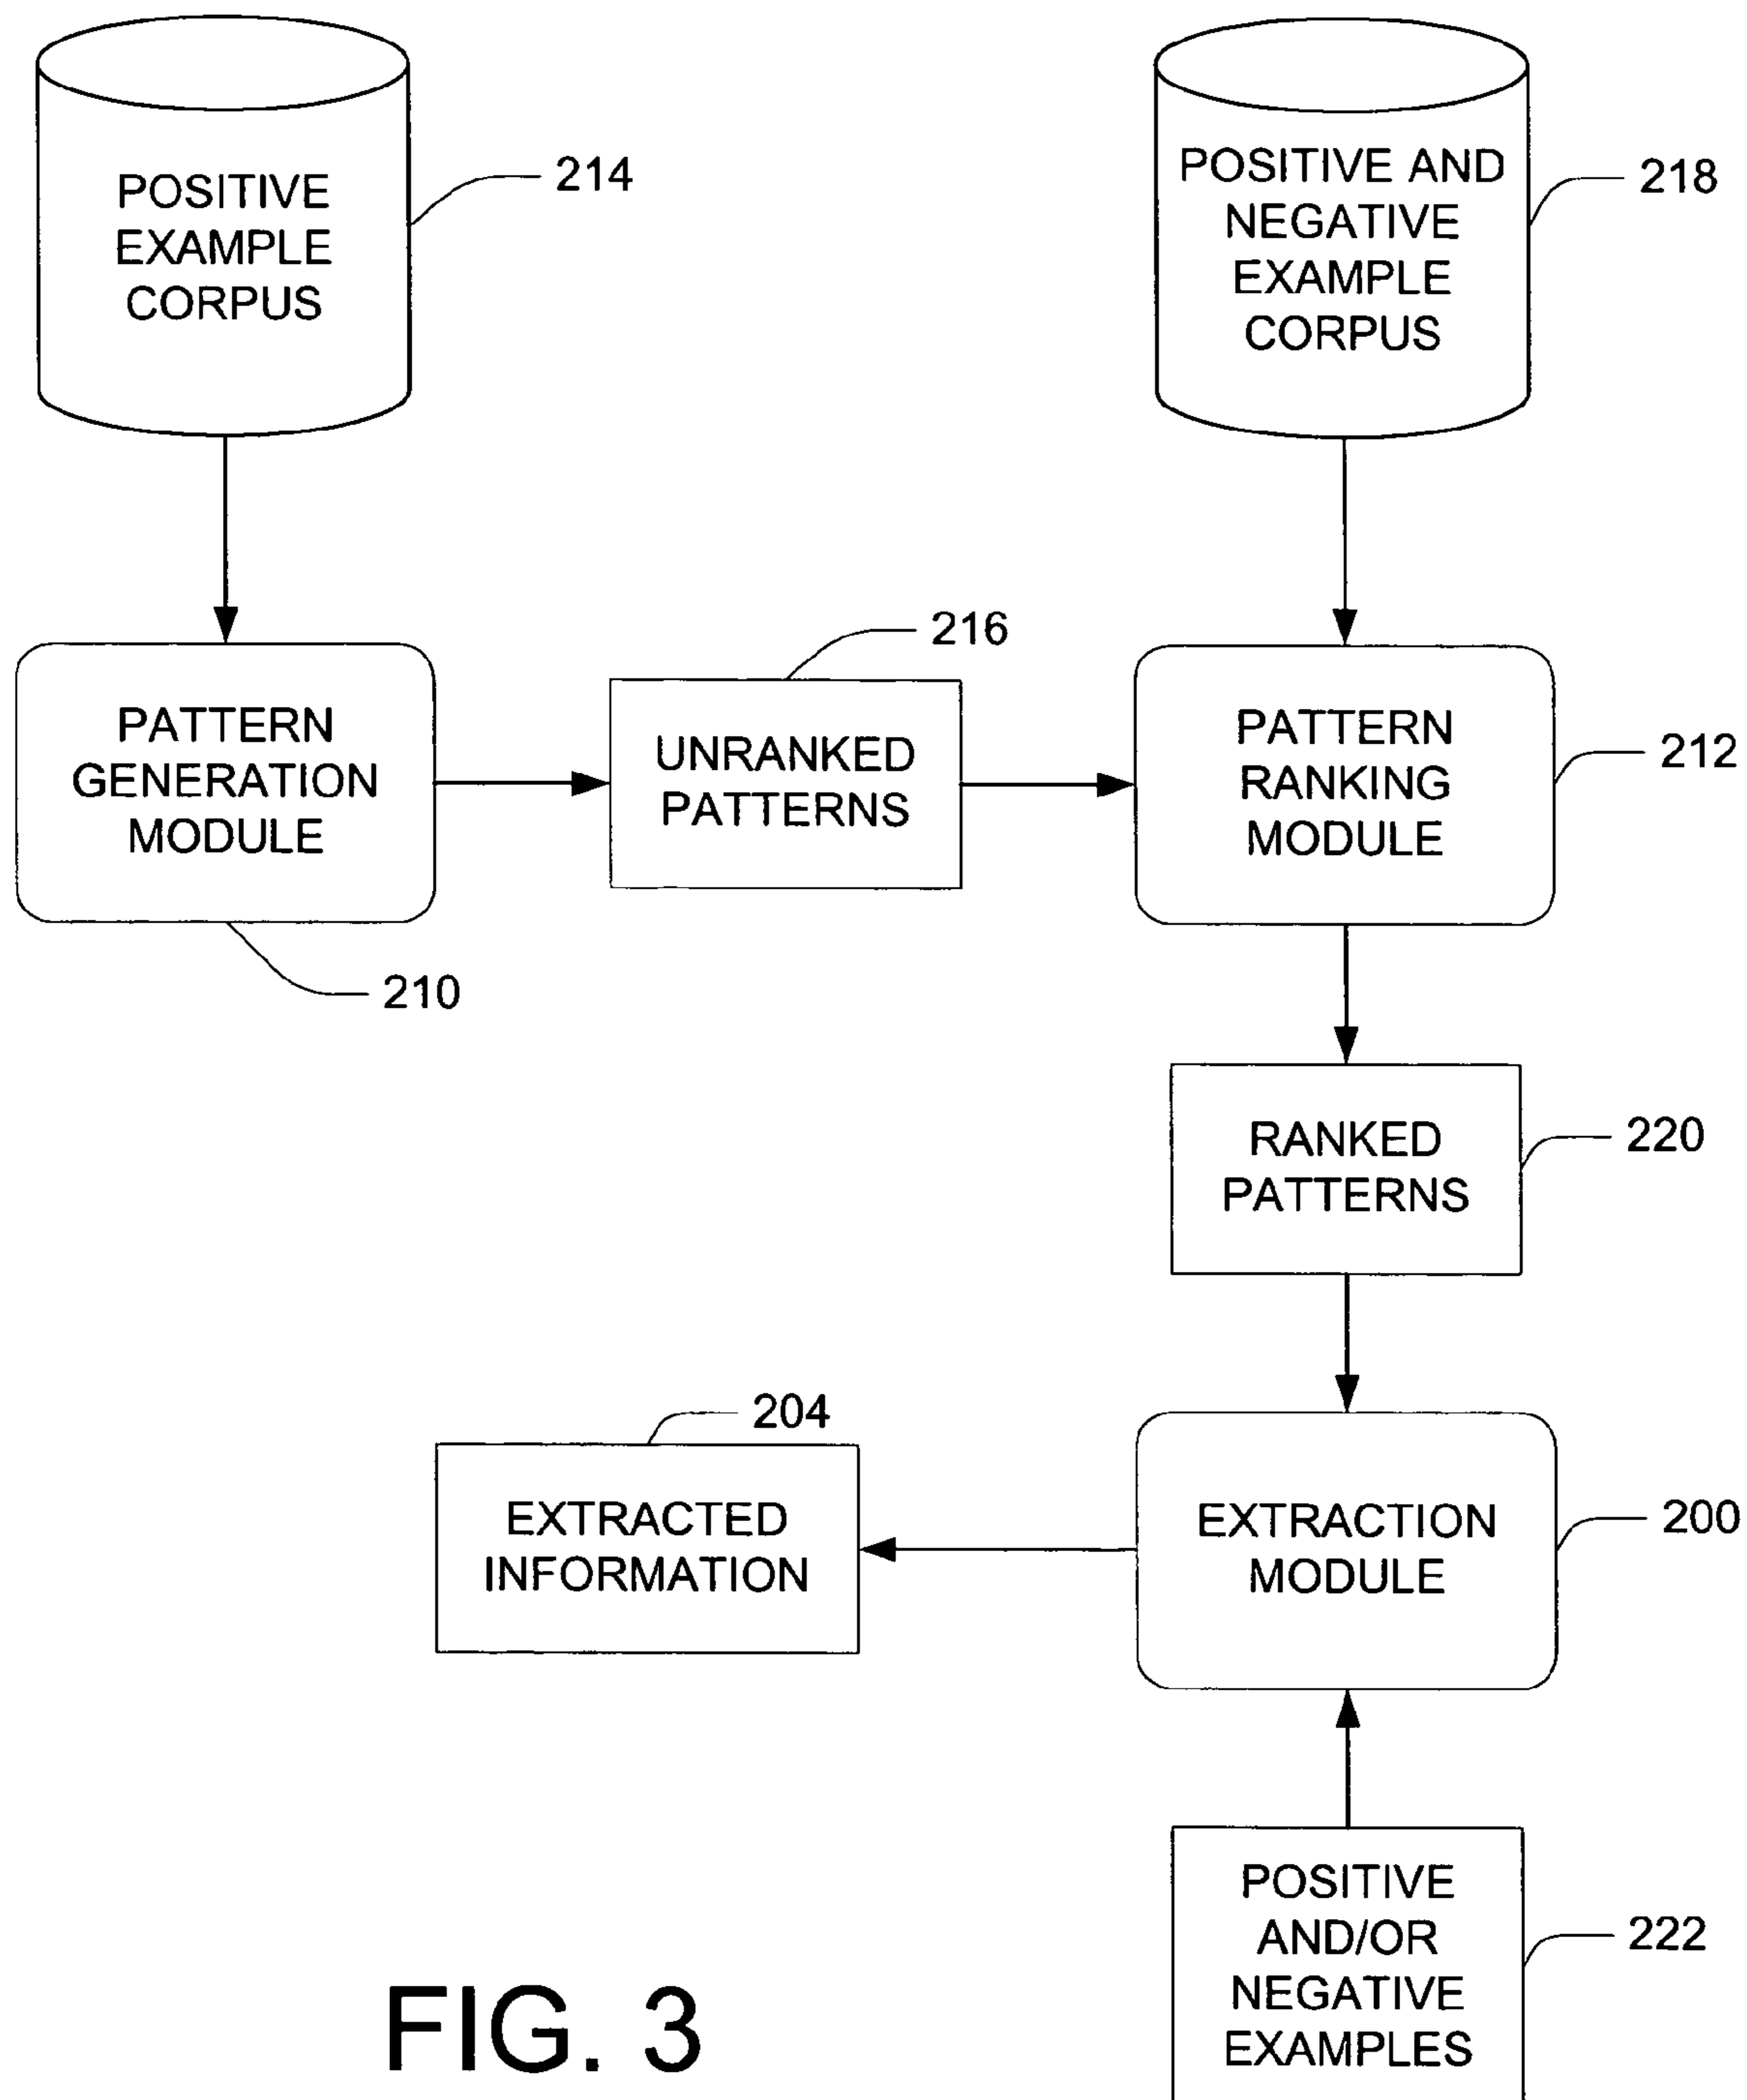 POSITIVE
EXAMPLE
CORPUS
214
POSITIVE AND
NEGATIVE
EXAMPLE
CORPUS
218
PATTERN
GENERATION
MODULE
210
216
UNRANKED
PATTERNS
PATTERN
RANKING
MODULE
212
RANKED
PATTERNS
220
204
EXTRACTED
INFORMATION
EXTRACTION
MODULE
200
POSITIVE
AND/OR
NEGATIVE
EXAMPLES
222
FIG. 3